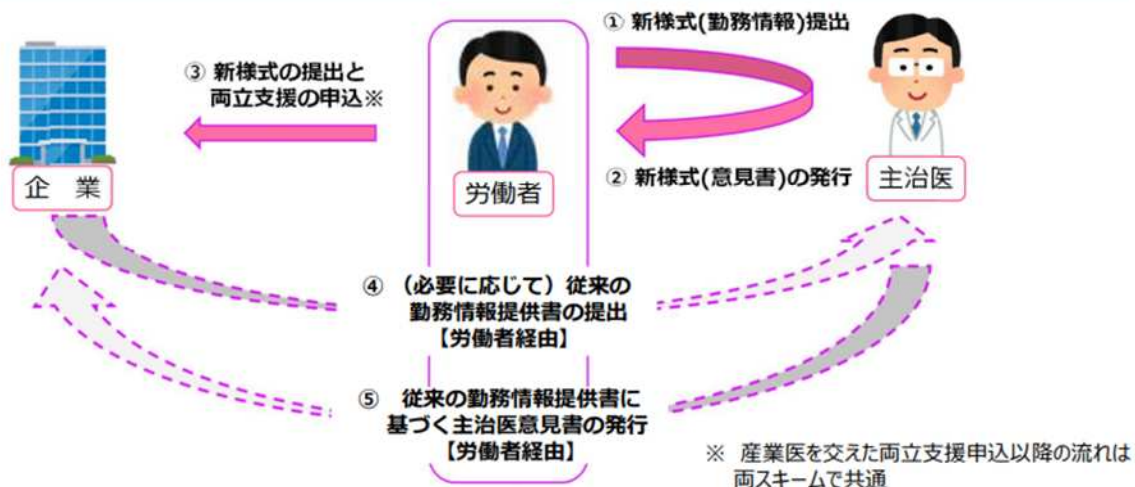 ① 新様式(勤務情報)提出
③ 新様式の提出と
両立支援の申込※
② 新様式(意見書)の発行
企　業
労働者
主治医
④ （必要に応じて）従来の
勤務情報提供書の提出
【労働者経由】
⑤ 従来の勤務情報提供書に
基づく主治医意見書の発行
【労働者経由】
※ 産業医を交えた両立支援申込以降の流れは
両スキームで共通